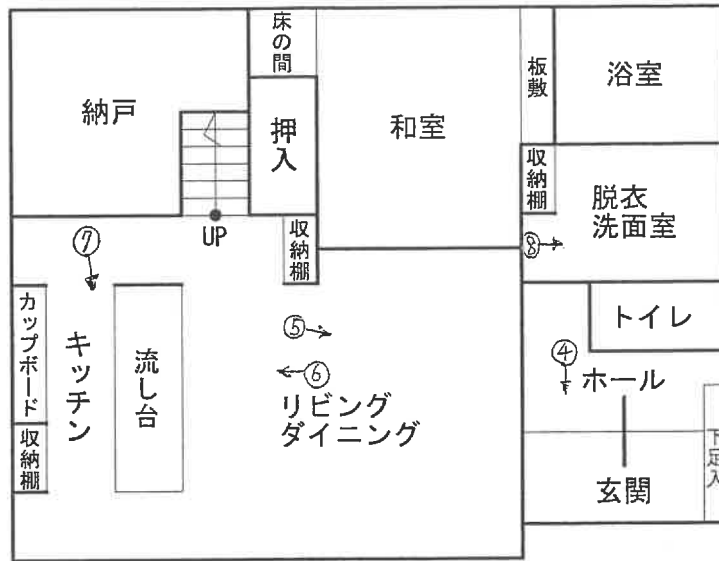 床の間
板敷
浴室
納戸
押入
和室
収納棚
脱衣
洗面室
UP
収納棚
⑦
⑧
カップボード
キッチン
流し台
⑤
⑥
リビング
ダイニング
トイレ
④
ホール
収納棚
玄関
下足入